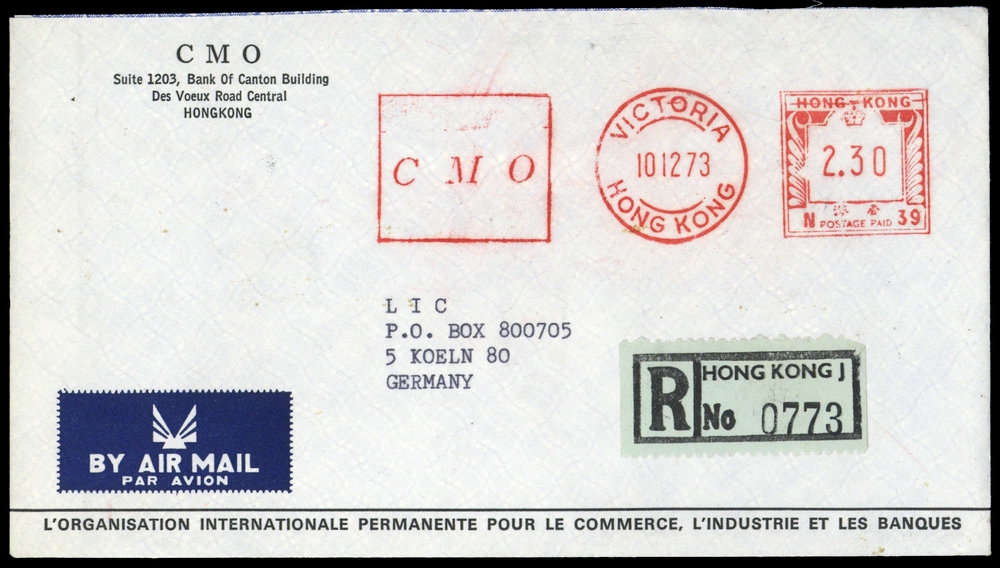 C M O
Suite 1203, Bank Of Canton Building
Des Voeux Road Central
HONGKONG
C M O
VICTORIA
10 12 73
HONG KONG
HONG-KONG
2.30
N POSTAGE PAID 39
L I C
P.O. BOX 800705
5 KOELN 80
GERMANY
R HONG KONG J
No 0773
BY AIR MAIL
PAR AVION
L'ORGANISATION INTERNATIONALE PERMANENTE POUR LE COMMERCE, L'INDUSTRIE ET LES BANQUES